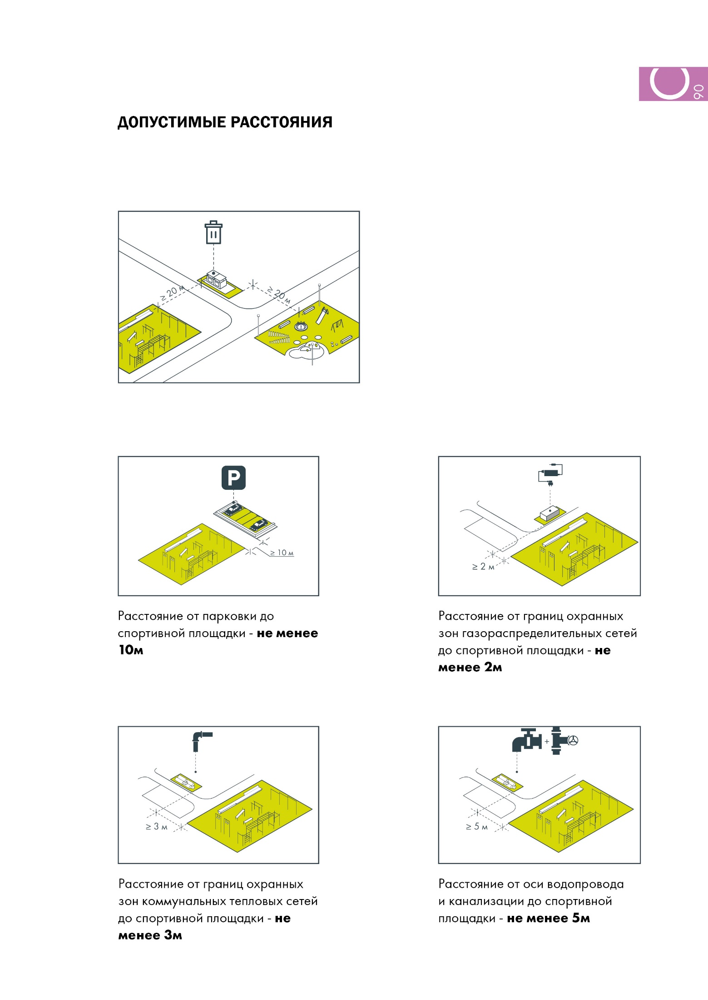 90
ДОПУСТИМЫЕ РАССТОЯНИЯ
≥ 20 м
≥ 20 м
P
≥ 10 м
≥ 2 м
Расстояние от парковки до
спортивной площадки - не менее
10м
Расстояние от границ охранных
зон газораспределительных сетей
до спортивной площадки - не
менее 2м
+
≥ 3 м
≥ 5 м
Расстояние от границ охранных
зон коммунальных тепловых сетей
до спортивной площадки - не
менее 3м
Расстояние от оси водопровода
и канализации до спортивной
площадки - не менее 5м